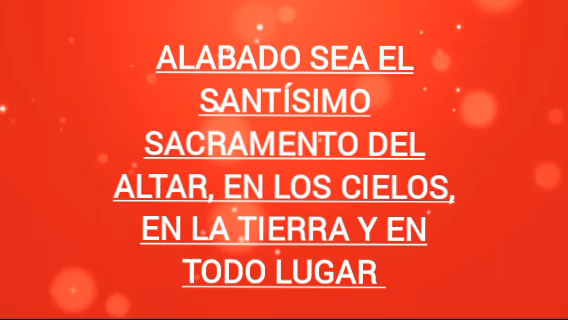 ALABADO SEA EL
SANTÍSIMO
SACRAMENTO DEL
ALTAR, EN LOS CIELOS,
EN LA TIERRA Y EN
TODO LUGAR